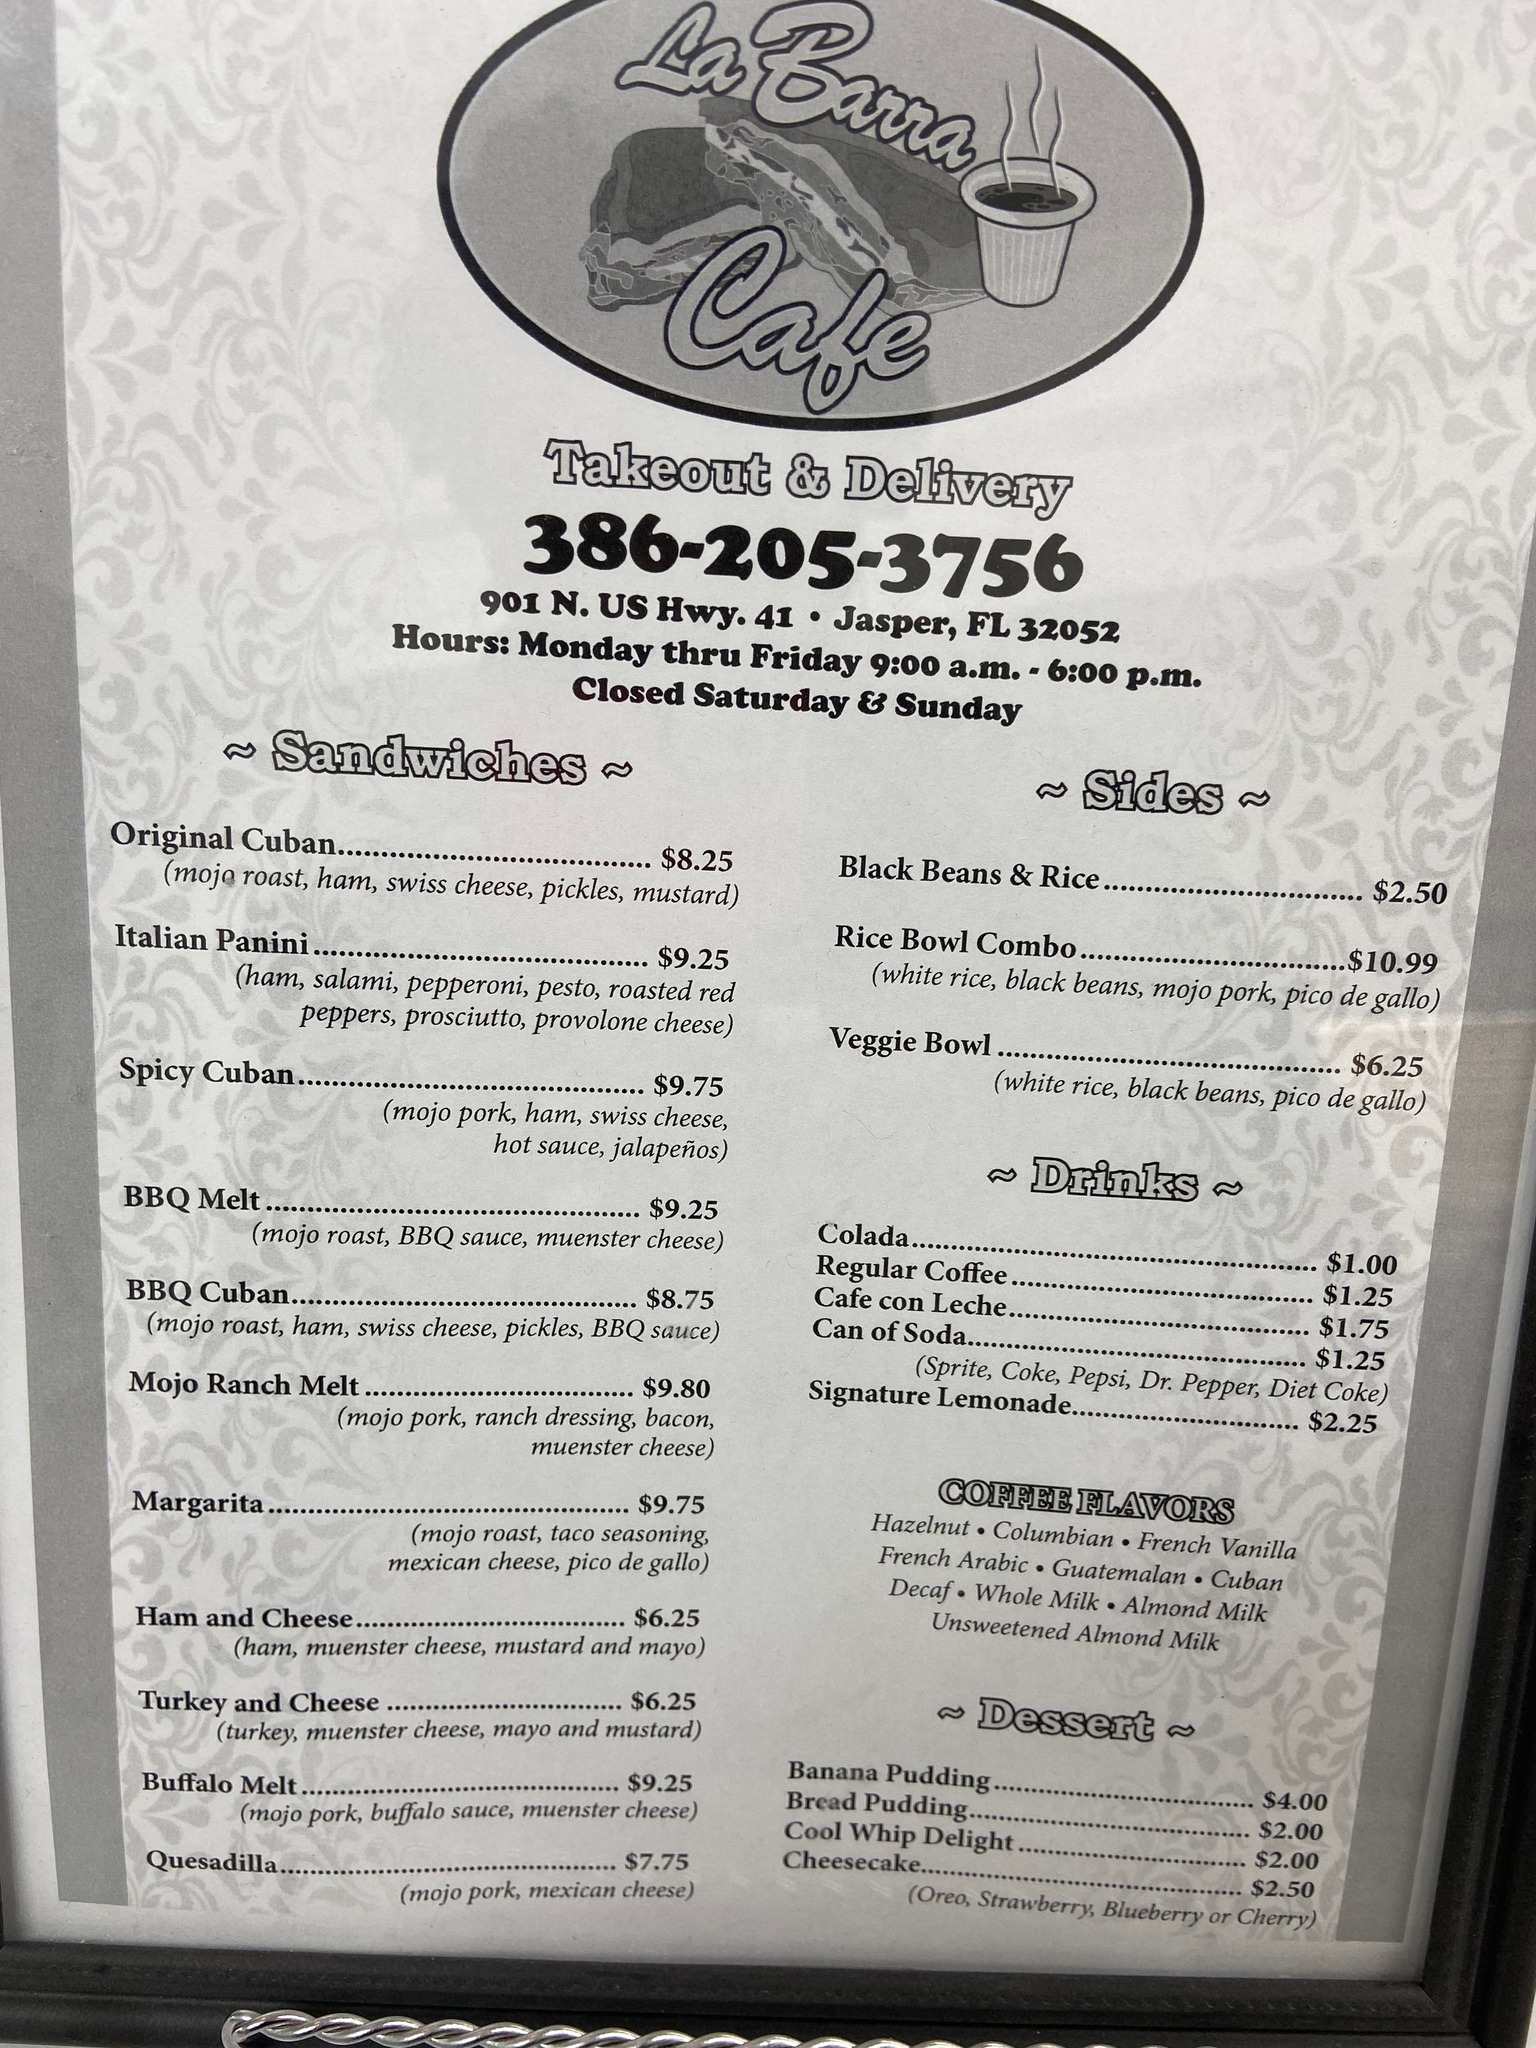 La Barra
Cafe
Takeout & Delivery
386-205-3756
901 N. US Hwy. 41 • Jasper, FL 32052
Hours: Monday thru Friday 9:00 a.m. - 6:00 p.m.
Closed Saturday & Sunday
~ Sandwiches ~
Original Cuban.......................................... $8.25
(mojo roast, ham, swiss cheese, pickles, mustard)
Italian Panini.......................................... $9.25
(ham, salami, pepperoni, pesto, roasted red
peppers, prosciutto, provolone cheese)
Spicy Cuban.......................................... $9.75
(mojo pork, ham, swiss cheese,
hot sauce, jalapeños)
BBQ Melt.......................................... $9.25
(mojo roast, BBQ sauce, muenster cheese)
BBQ Cuban.......................................... $8.75
(mojo roast, ham, swiss cheese, pickles, BBQ sauce)
Mojo Ranch Melt.................................. $9.80
(mojo pork, ranch dressing, bacon,
muenster cheese)
Margarita.......................................... $9.75
(mojo roast, taco seasoning,
mexican cheese, pico de gallo)
Ham and Cheese.................................. $6.25
(ham, muenster cheese, mustard and mayo)
Turkey and Cheese .............................. $6.25
(turkey, muenster cheese, mayo and mustard)
Buffalo Melt.......................................... $9.25
(mojo pork, buffalo sauce, muenster cheese)
Quesadilla.......................................... $7.75
(mojo pork, mexican cheese)
~ Sides ~
Black Beans & Rice.................................. $2.50
Rice Bowl Combo..................................$10.99
(white rice, black beans, mojo pork, pico de gallo)
Veggie Bowl .......................................... $6.25
(white rice, black beans, pico de gallo)
~ Drinks ~
Colada.................................................. $1.00
Regular Coffee...................................... $1.25
Cafe con Leche...................................... $1.75
Can of Soda.......................................... $1.25
(Sprite, Coke, Pepsi, Dr. Pepper, Diet Coke)
Signature Lemonade.............................. $2.25
COFFEE FLAVORS
Hazelnut • Columbian • French Vanilla
French Arabic • Guatemalan • Cuban
Decaf • Whole Milk • Almond Milk
Unsweetened Almond Milk
~ Dessert ~
Banana Pudding.................................. $4.00
Bread Pudding...................................... $2.00
Cool Whip Delight .............................. $2.00
Cheesecake.......................................... $2.50
(Oreo, Strawberry, Blueberry or Cherry)